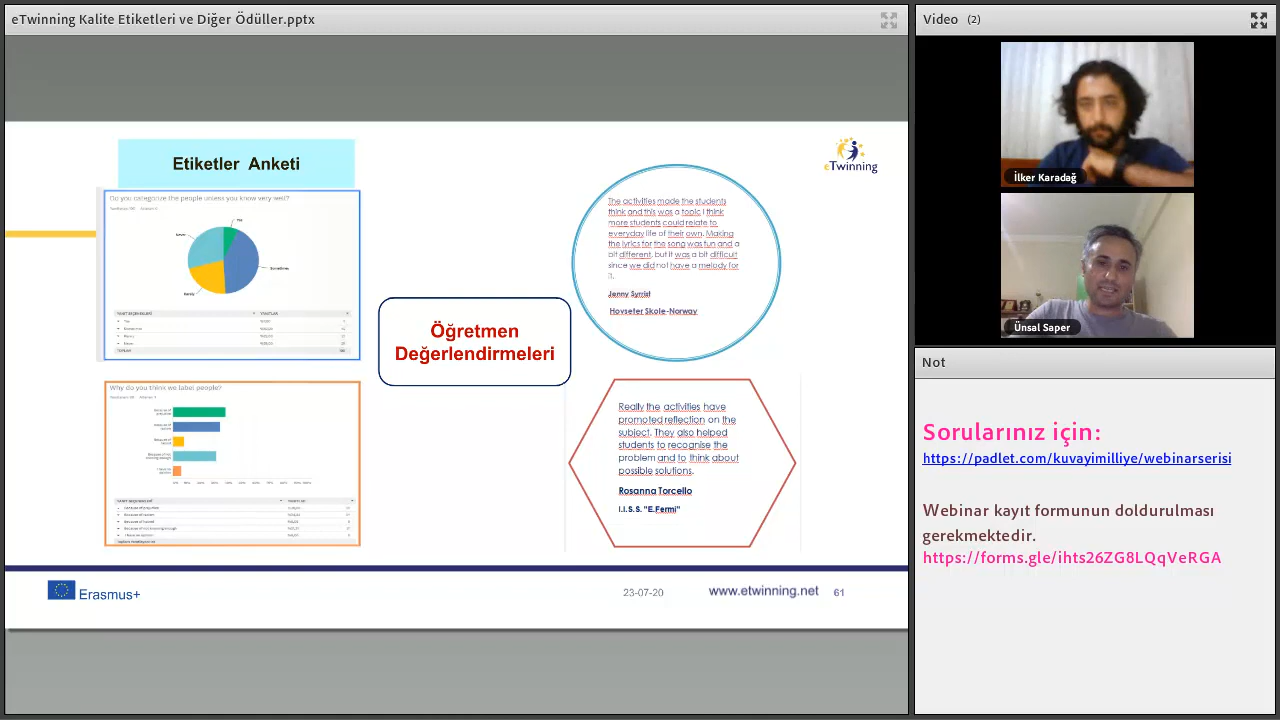 eTwinning Kalite Etiketleri ve Diğer Ödüller.pptx
Etiketler Anketi
eTwinning
Do you categorize the people unless you know very well?
Yes
Never
Sometimes
Rarely
Why do you think we label people?
Öğretmen
Değerlendirmeleri
The activities made the students
think and this was a topic I think
more students could relate to
everyday life of their own. Making
the lyrics for the song was fun and a
bit different, but it was a bit difficult
since we did not have a melody for
it.
Jenny Syrrist
Hovseter Skole-Norway
Really the activities have
promoted reflection on the
subject. They also helped
students to recognise the
problem and to think about
possible solutions.
Rosanna Torcello
I.I.S.S. "E.Fermi"
Erasmus+
23-07-20
www.etwinning.net
61
Video (2)
İlker Karadağ
Ünsal Saper
Not
Sorularınız için:
https://padlet.com/kuvayimilliye/webinarserisi
Webinar kayıt formunun doldurulması
gerekmektedir.
https://forms.gle/ihts26ZG8LQqVeRGA